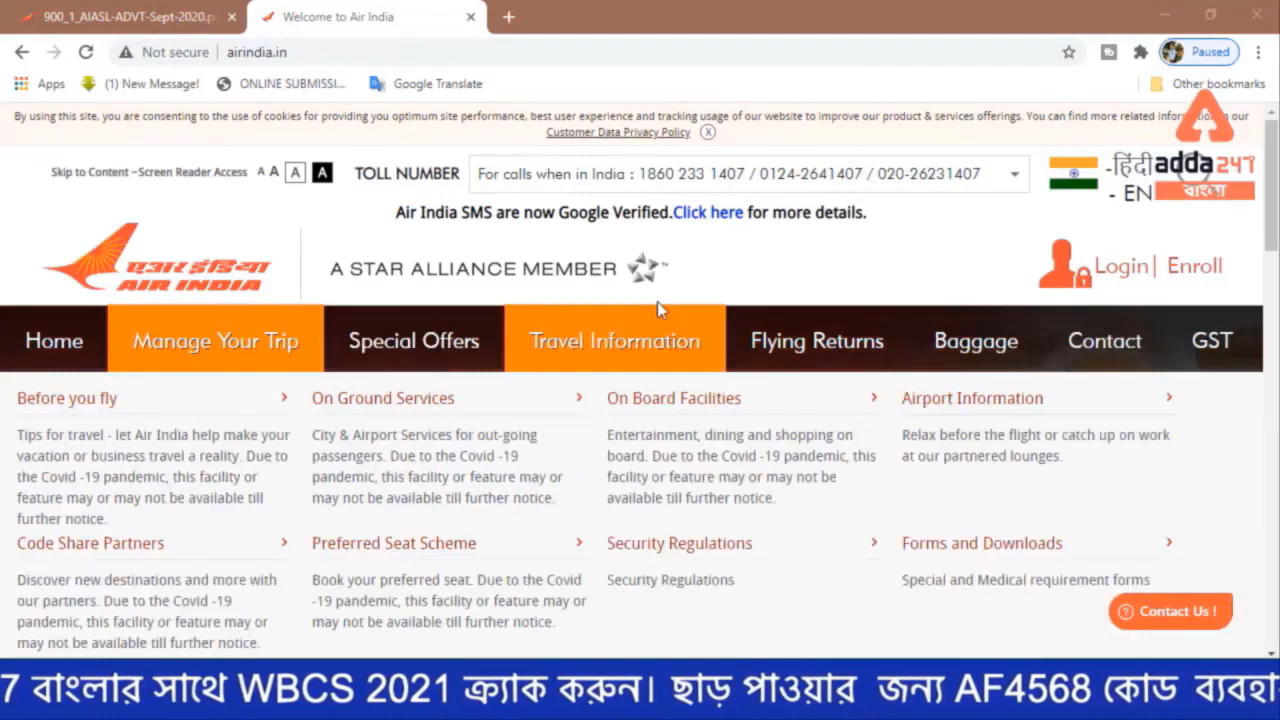 900_1_AIASL-ADVT-Sept-2020.p
Welcome to Air India
Not secure airindia.in
Paused
Apps (1) New Message! ONLINE SUBMISSI... Google Translate Other bookmarks
By using this site, you are consenting to the use of cookies for providing you optimum site performance, best user experience and tracking usage of our website to improve our product & services offerings. You can find more related information in our
Customer Data Privacy Policy X
Skip to Content –Screen Reader Access A A A A TOLL NUMBER For calls when in India : 1860 233 1407 / 0124-2641407 / 020-26231407
-हिंदी
- EN
adda247
বাংলা
Air India SMS are now Google Verified.Click here for more details.
एअर इंडिया
AIR INDIA
A STAR ALLIANCE MEMBER
Login| Enroll
Home Manage Your Trip Special Offers Travel Information Flying Returns Baggage Contact GST
Before you fly
Tips for travel - let Air India help make your
vacation or business travel a reality. Due to
the Covid -19 pandemic, this facility or
feature may or may not be available till
further notice.
On Ground Services
City & Airport Services for out-going
passengers. Due to the Covid -19
pandemic, this facility or feature may or
may not be available till further notice.
On Board Facilities
Entertainment, dining and shopping on
board. Due to the Covid -19 pandemic, this
facility or feature may or may not be
available till further notice.
Airport Information
Relax before the flight or catch up on work
at our partnered lounges.
Code Share Partners
Discover new destinations and more with
our partners. Due to the Covid -19
pandemic, this facility or feature may or
may not be available till further notice.
Preferred Seat Scheme
Book your preferred seat. Due to the Covid
-19 pandemic, this facility or feature may or
may not be available till further notice.
Security Regulations
Security Regulations
Forms and Downloads
Special and Medical requirement forms
Contact Us !
7 বাংলার সাথে WBCS 2021 ক্র্যাক করুন। ছাড় পাওয়ার জন্য AF4568 কোড ব্যবহা